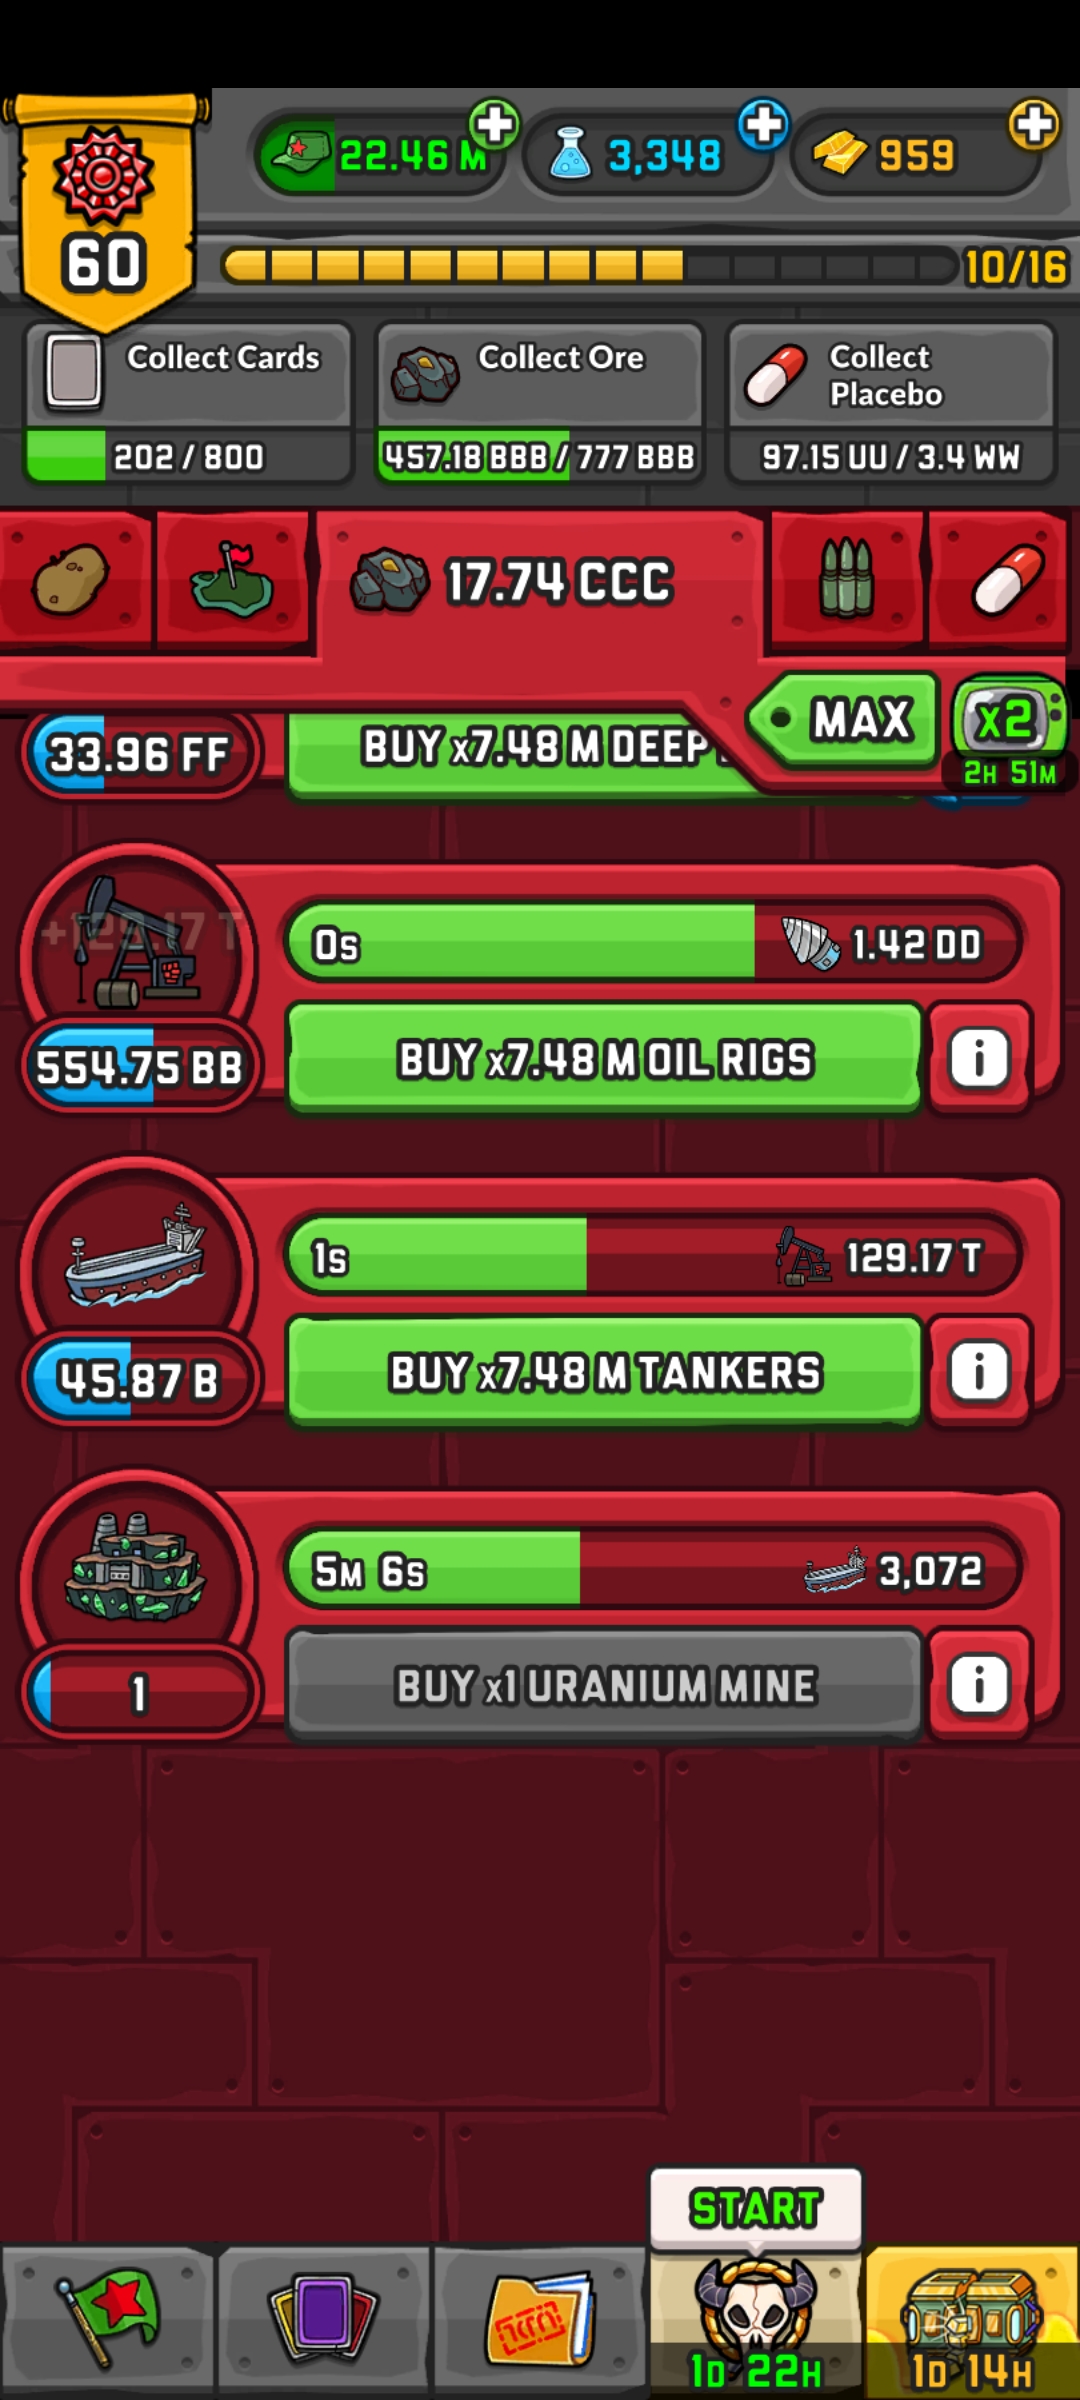 22.46 M
3,348
959
60
10/16
Collect Cards
202 / 800
Collect Ore
457.18 BBB / 777 BBB
Collect
Placebo
97.15 UU / 3.4 WW
17.74 CCC
MAX
x2
2H 51M
33.96 FF
BUY x7.48 M DEEP
+129.17 T
0s
1.42 DD
554.75 BB
BUY x7.48 M OIL RIGS
i
1s
129.17 T
45.87 B
BUY x7.48 M TANKERS
i
5M 6s
3,072
1
BUY x1 URANIUM MINE
i
START
1D 22H
1D 14H